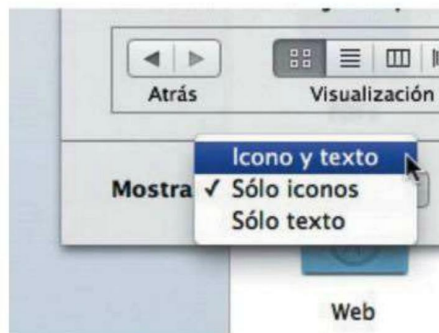 Atrás Visualización
Icono y texto
Mostra ✓ Sólo iconos
Sólo texto
Web